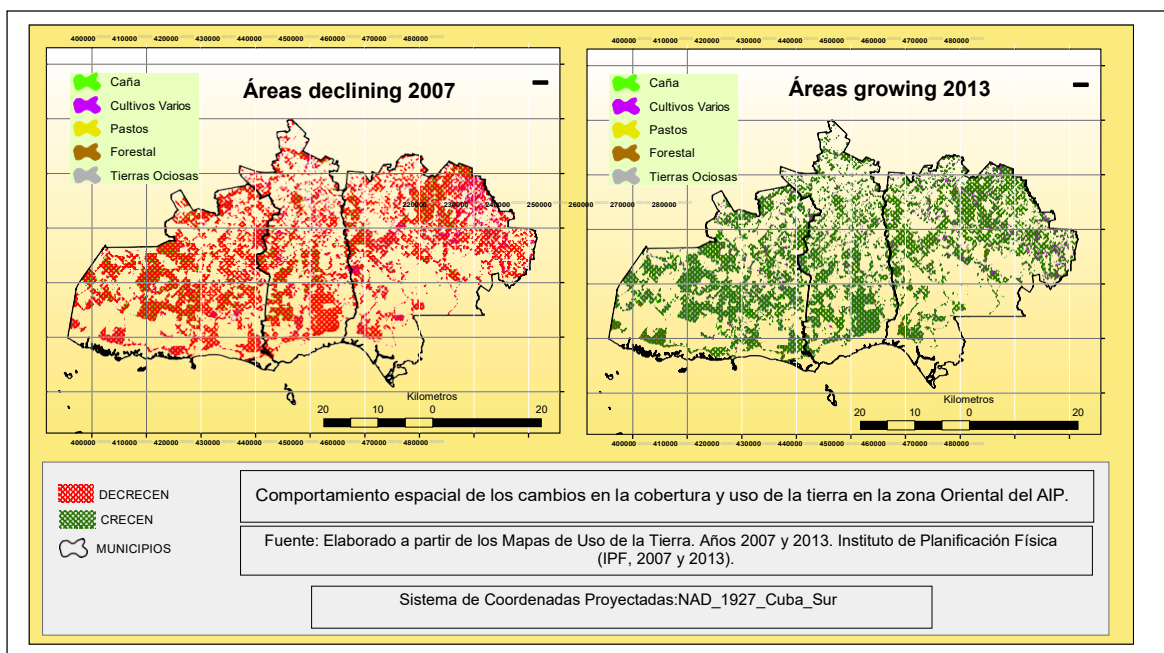 400000 410000 420000 430000 440000 450000 460000 470000 480000
Áreas declining 2007
Caña
Cultivos Varios
Pastos
Forestal
Tierras Ociosas
220000 230000 240000 250000 260000 270000 280000
Kilometros
20 10 0 20
400000 410000 420000 430000 440000 450000 460000 470000 480000
400000 410000 420000 430000 440000 450000 460000 470000 480000
Áreas growing 2013
Caña
Cultivos Varios
Pastos
Forestal
Tierras Ociosas
Kilometros
20 10 0 20
400000 410000 420000 430000 440000 450000 460000 470000 480000
DECRECEN
CRECEN
MUNICIPIOS
Comportamiento espacial de los cambios en la cobertura y uso de la tierra en la zona Oriental del AIP.
Fuente: Elaborado a partir de los Mapas de Uso de la Tierra. Años 2007 y 2013. Instituto de Planificación Física
(IPF, 2007 y 2013).
Sistema de Coordenadas Proyectadas:NAD_1927_Cuba_Sur